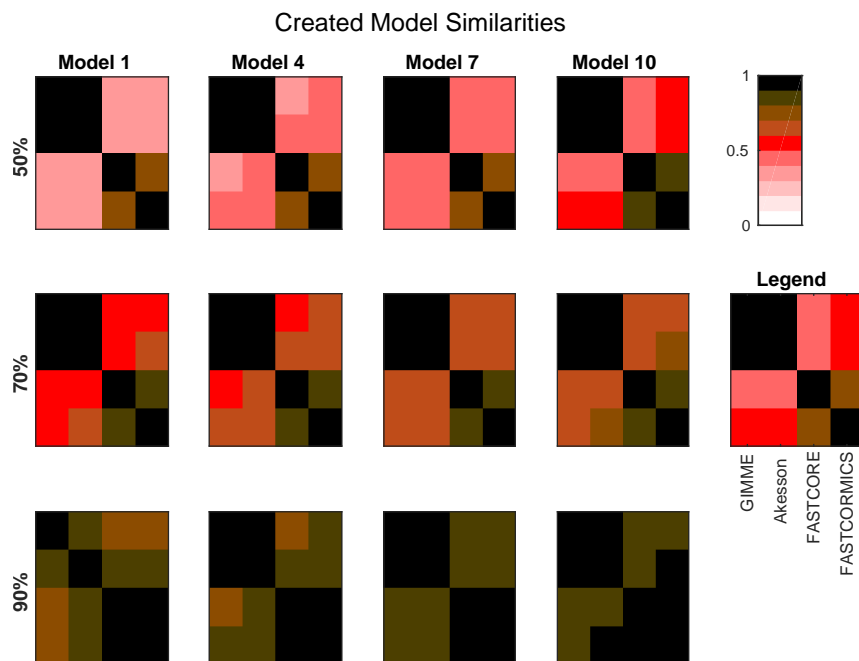 Created Model Similarities
Model 1
Model 4
Model 7
Model 10
50%
1
0.5
0
70%
Legend
GIMME
Akesson
FASTCORE
FASTCORMICS
90%